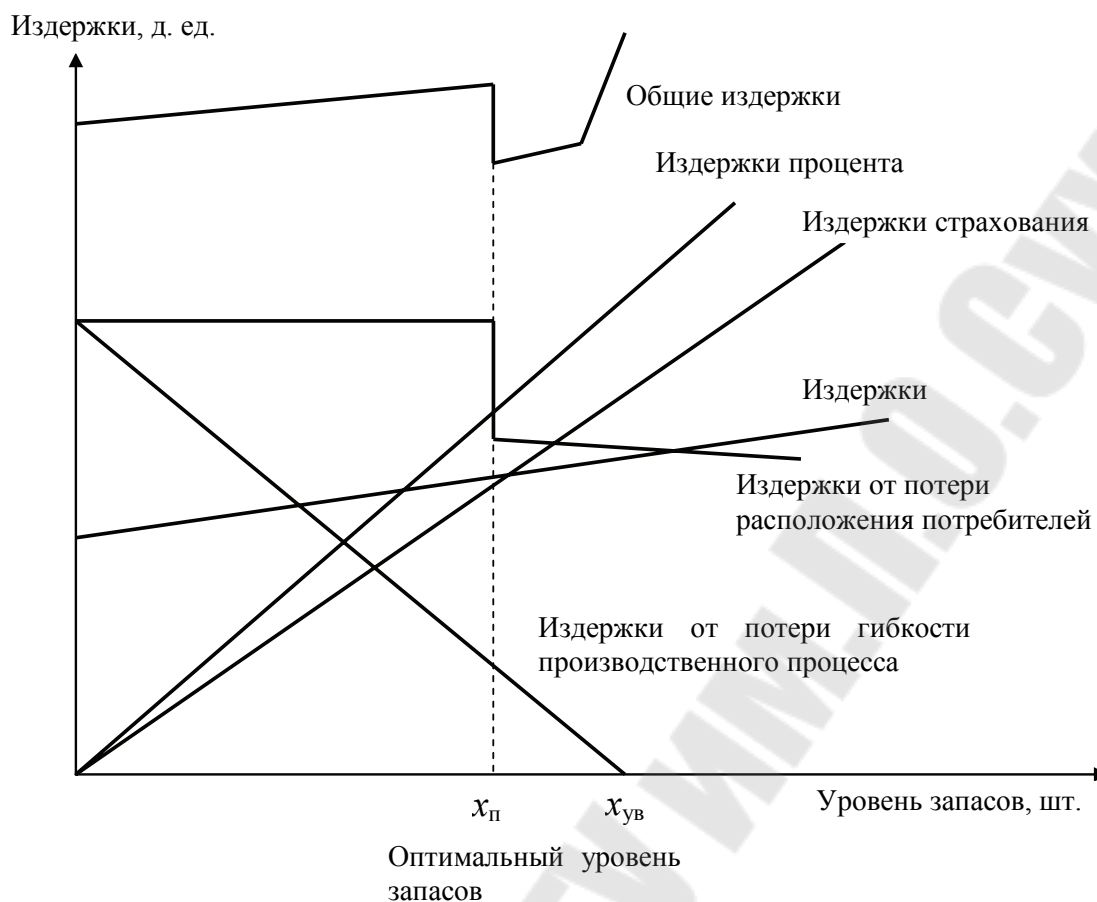 Издержки, д. ед.
Общие издержки
Издержки процента
Издержки страхования
Издержки
Издержки от потери
расположения потребителей
Издержки от потери гибкости
производственного процесса
xп
xув
Уровень запасов, шт.
Оптимальный уровень
запасов